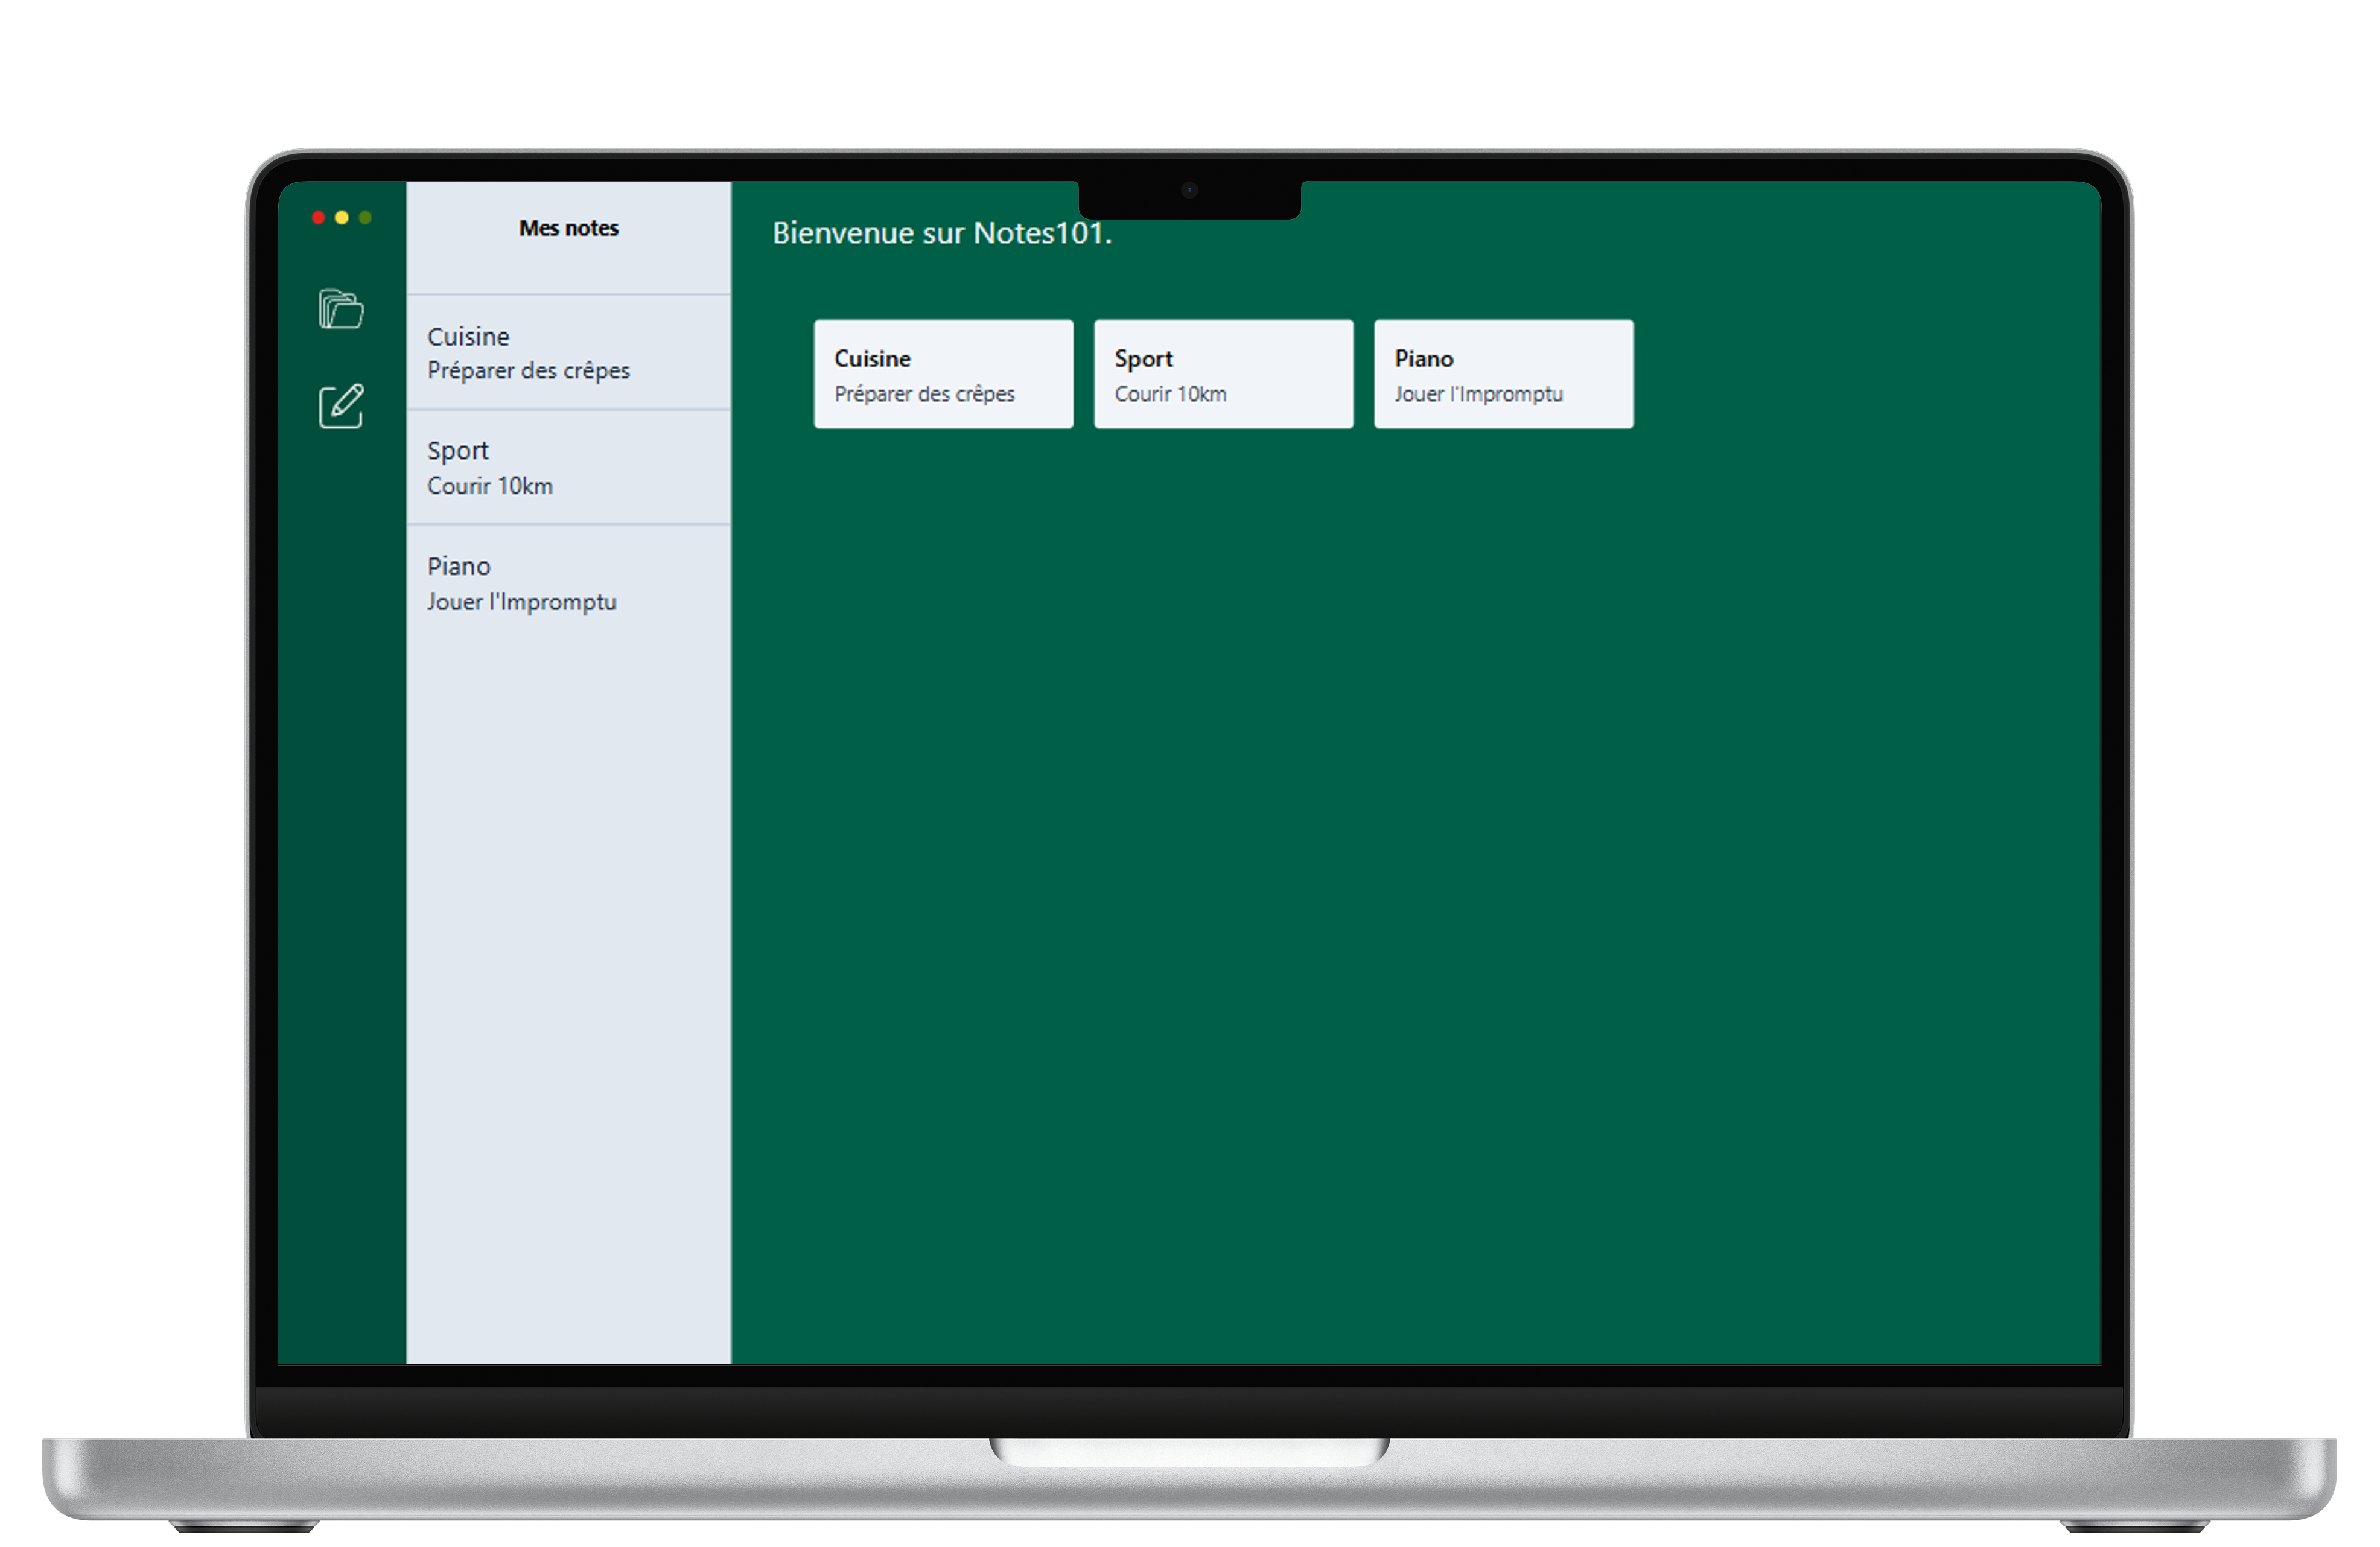 Mes notes
Cuisine
Préparer des crêpes
Sport
Courir 10km
Piano
Jouer l'Impromptu
Bienvenue sur Notes101.
Cuisine
Préparer des crêpes
Sport
Courir 10km
Piano
Jouer l'Impromptu